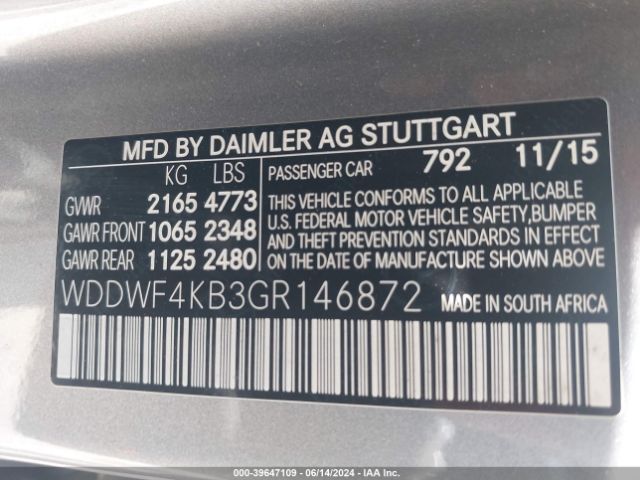 MFD BY DAIMLER AG STUTTGART
KG LBS
GVWR 2165 4773
GAWR FRONT 1065 2348
GAWR REAR 1125 2480
PASSENGER CAR 792 11/15
THIS VEHICLE CONFORMS TO ALL APPLICABLE
U.S. FEDERAL MOTOR VEHICLE SAFETY,BUMPER
AND THEFT PREVENTION STANDARDS IN EFFECT
ON THE DATE OF MANUFACTURE SHOWN ABOVE
WDDWF4KB3GR146872 MADE IN SOUTH AFRICA
000-39647109 | 06/14/2024 | IAA Inc.